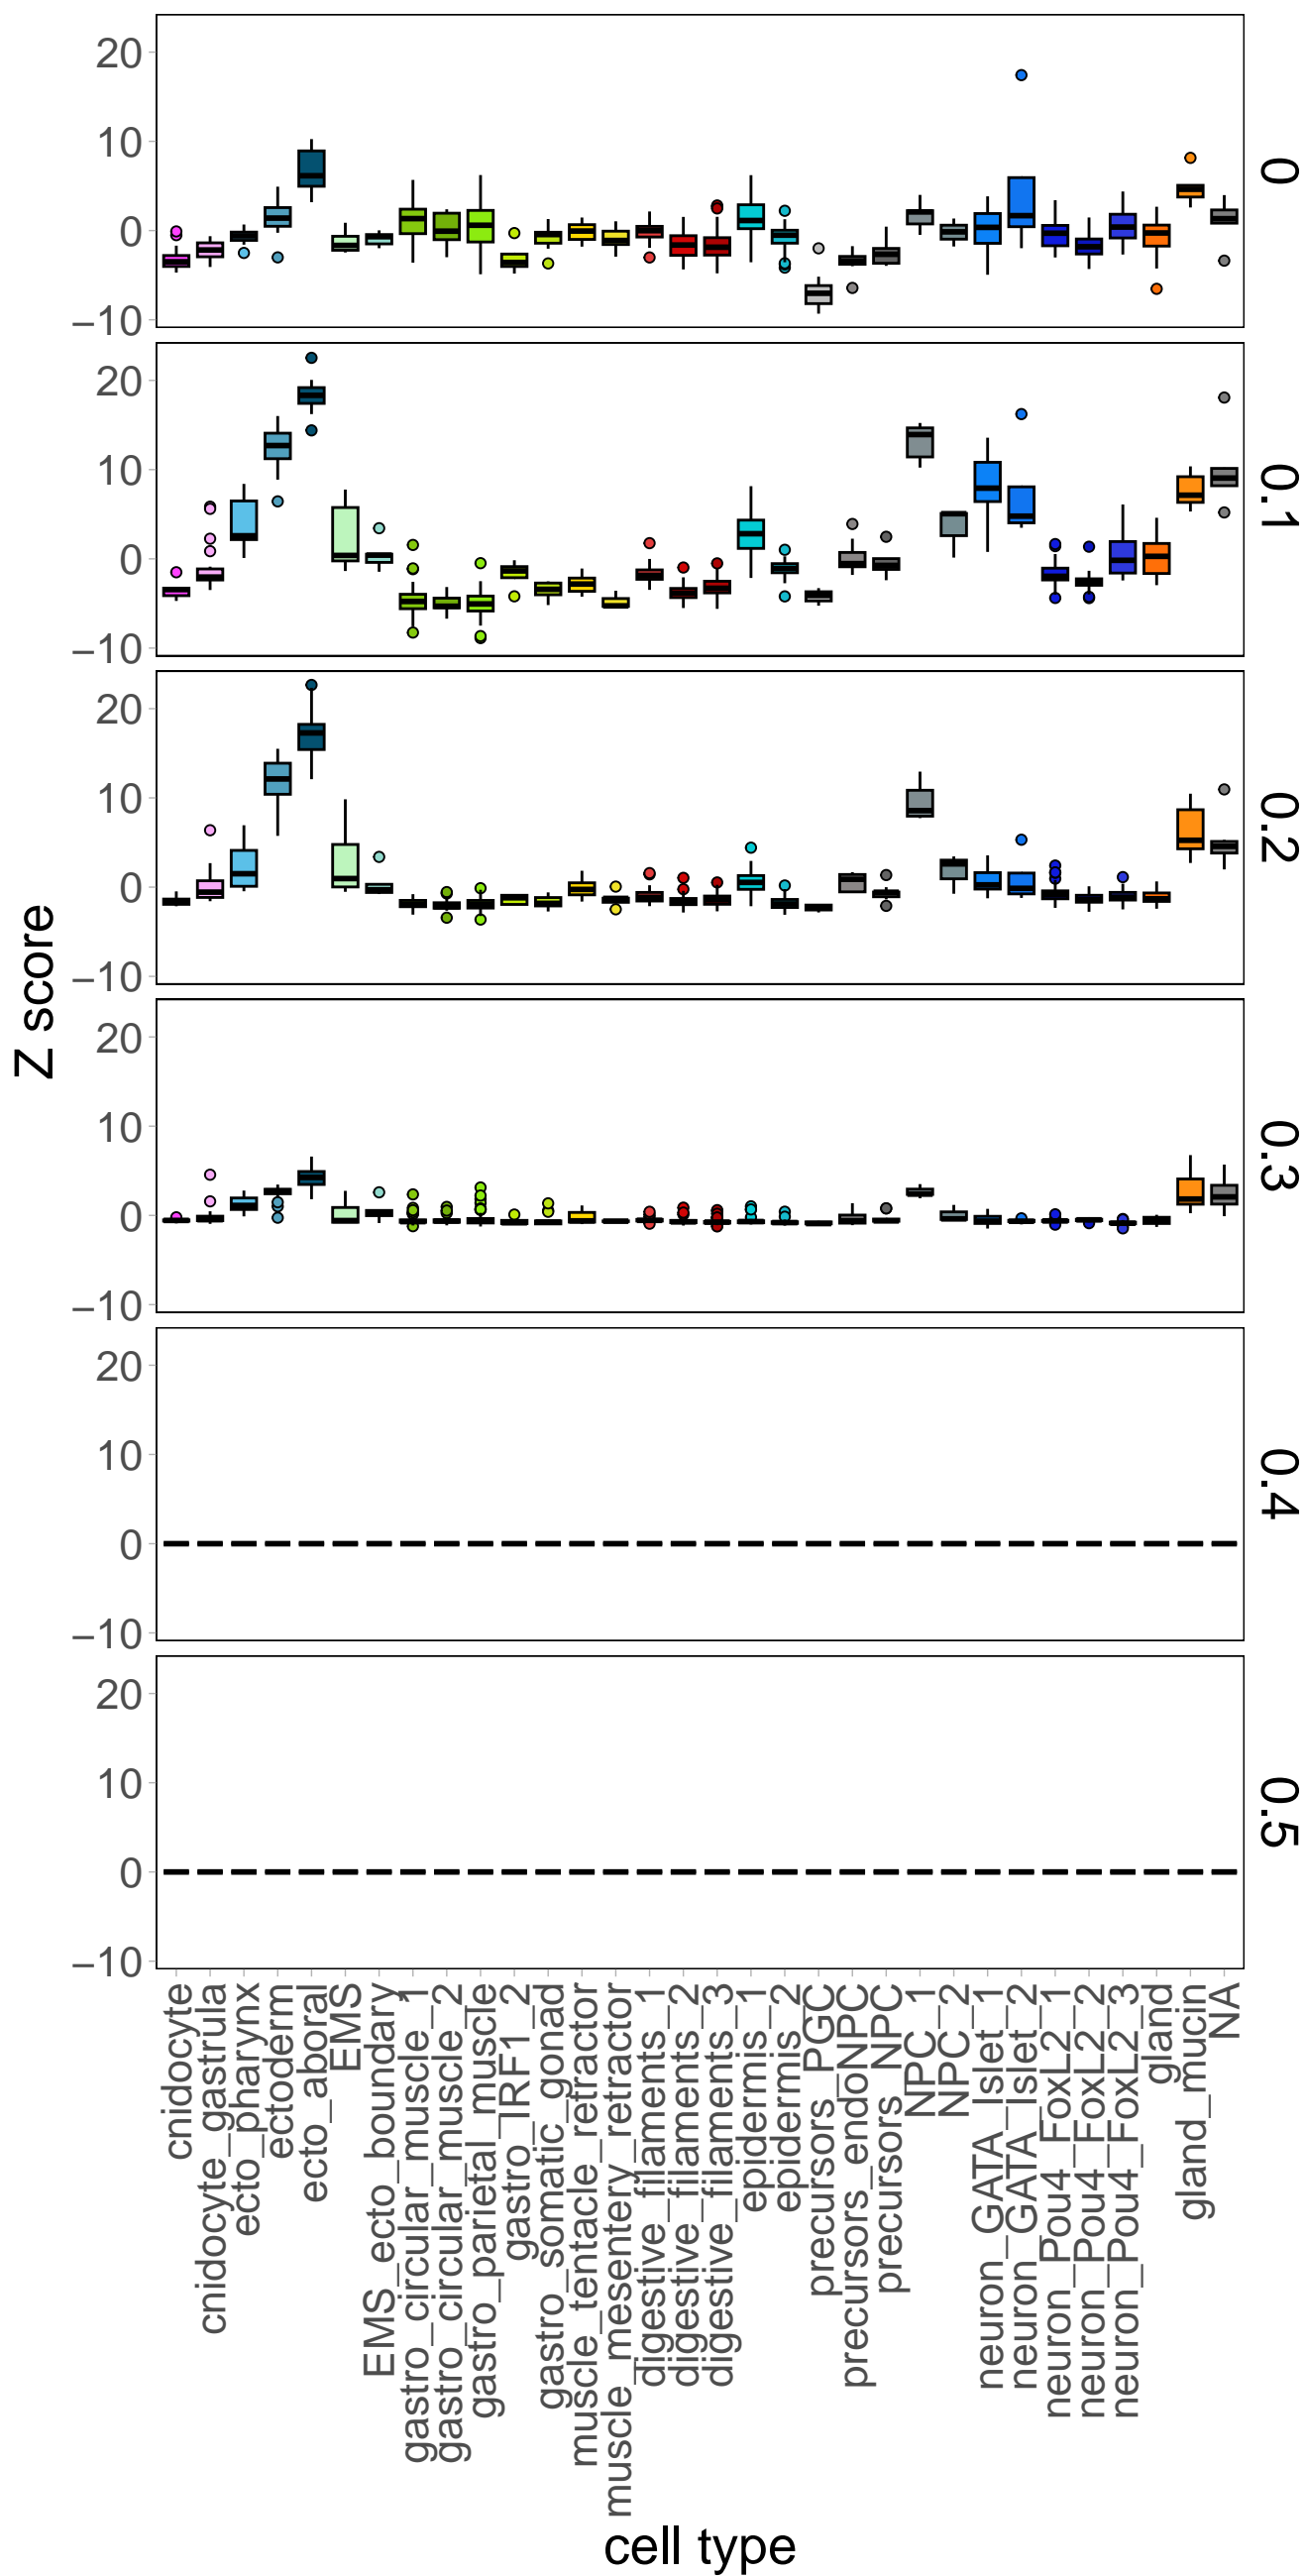 20
10
0
−10
0
20
10
0
−10
0.1
20
10
0
−10
0.2
20
10
0
−10
0.3
20
10
0
−10
0.4
20
10
0
−10
0.5
Z score
cnidocyte
cnidocyte_gastrula
ecto_pharynx
ectoderm
ecto_aboral
EMS
EMS_ecto_boundary
gastro_circular_muscle_1
gastro_circular_muscle_2
gastro_parietal_muscle
gastro_IRF1_2
gastro_somatic_gonad
muscle_tentacle_retractor
muscle_mesentery_retractor
digestive_filaments_1
digestive_filaments_2
digestive_filaments_3
epidermis_1
epidermis_2
precursors_PGC
precursors_endoNPC
precursors_NPC
NPC_1
NPC_2
neuron_GATA_Islet_1
neuron_GATA_Islet_2
neuron_Pou4_FoxL2_1
neuron_Pou4_FoxL2_2
neuron_Pou4_FoxL2_3
gland
gland_mucin
NA
cell type